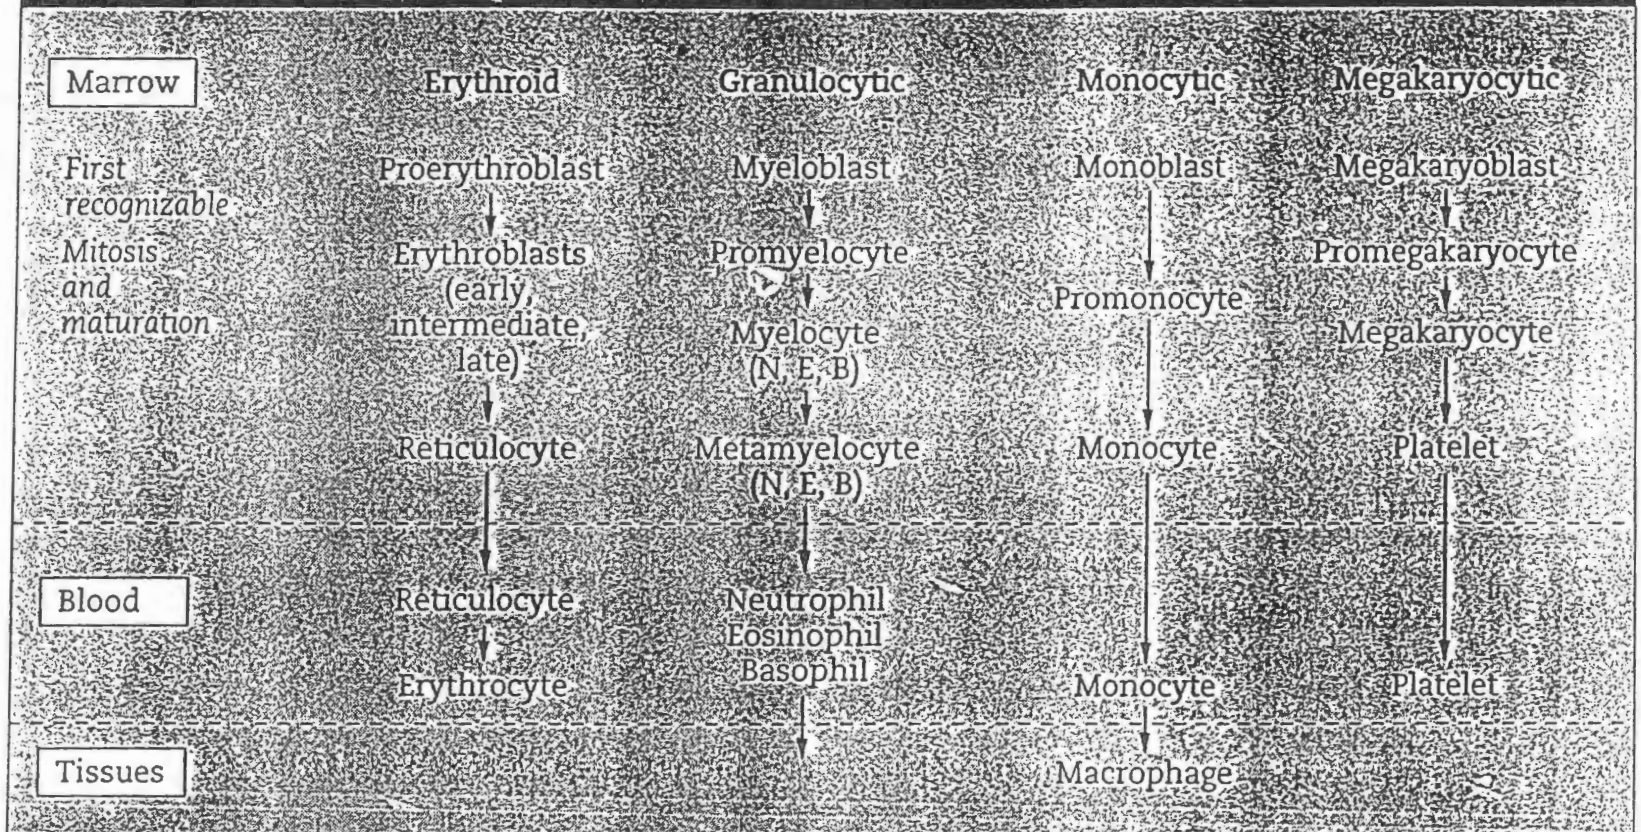 Marrow Erythroid Granulocytic Monocytic Megakaryocytic
First Proerythroblast Myeloblast Monoblast Megakaryoblast
recognizable
Mitosis Erythroblasts Promyelocyte Promegakaryocyte
and (early, Promonocyte
maturation intermediate, Myelocyte Megakaryocyte
late) (N, E, B)
Reticulocyte Metamyelocyte Monocyte Platelet
(N, E, B)
Blood Reticulocyte Neutrophil
Eosinophil
Erythrocyte Basophil Monocyte Platelet
Tissues Macrophage